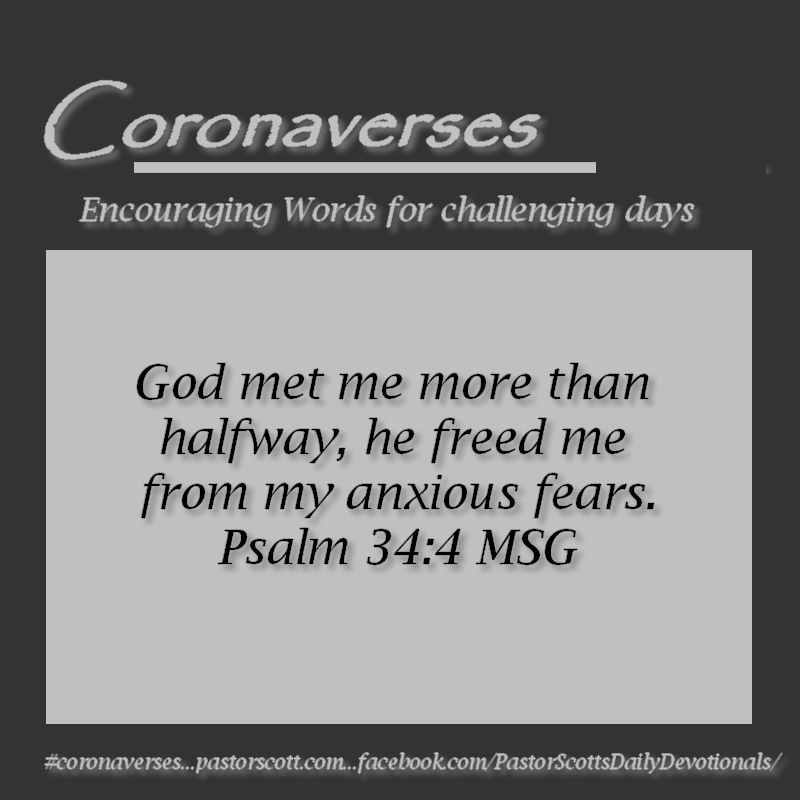 Coronaverses
Encouraging Words for challenging days
God met me more than
halfway, he freed me
from my anxious fears.
Psalm 34:4 MSG
#coronaverses...pastorscott.com...facebook.com/PastorScottsDailyDevotionals/